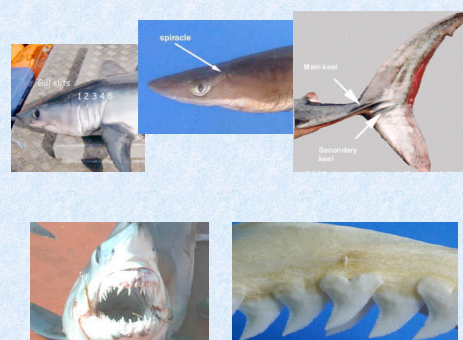 Gill slits
1 2 3 4 5
spiracle
Main keel
Secondary
keel